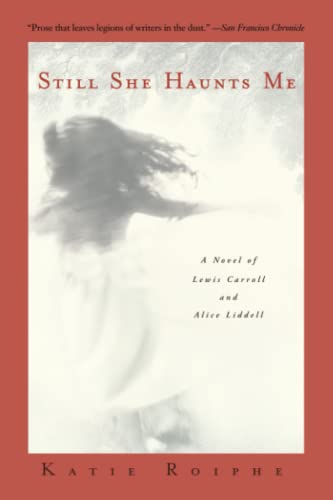 “Prose that leaves legions of writers in the dust.” —San Francisco Chronicle
STILL SHE HAUNTS ME
A Novel of
Lewis Carroll
and
Alice Liddell
KATIE ROIPHE